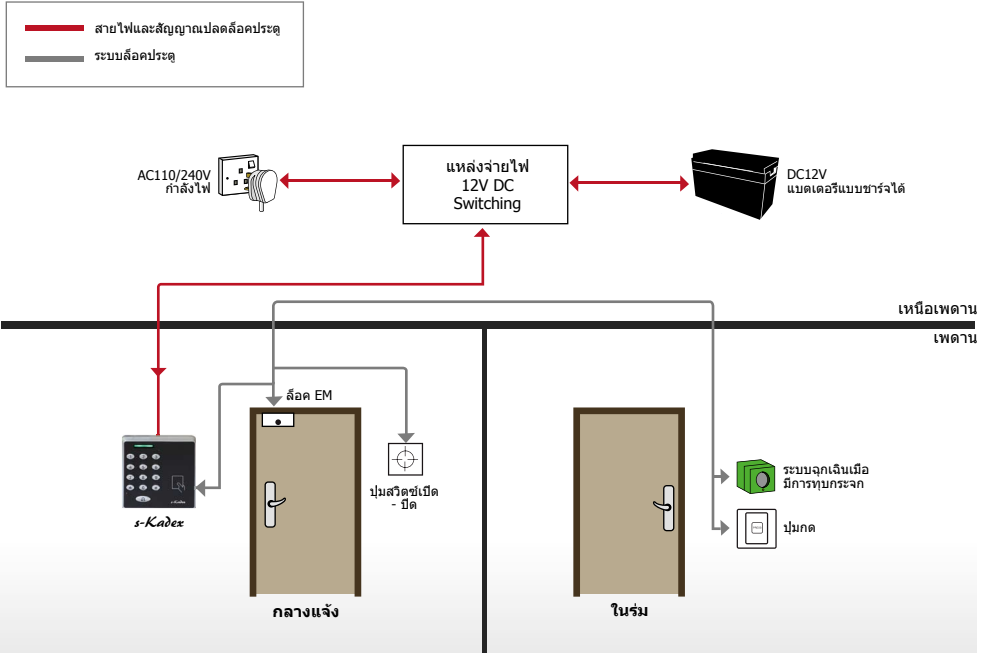 สายไฟและสัญญาณปลดล็อคประตู
ระบบล็อคประตู
AC110/240V
กำลังไฟ
แหล่งจ่ายไฟ
12V DC
Switching
DC12V
แบตเตอรี่แบบชาร์จได้
เหนือเพดาน
เพดาน
ล็อค EM
s-Kadex
s-Kadex
ปุ่มสวิตซ์เปิด
- ปิด
ระบบฉุกเฉินเมื่อ
มีการทุบกระจก
ปุ่มกด
กลางแจ้ง
ในร่ม